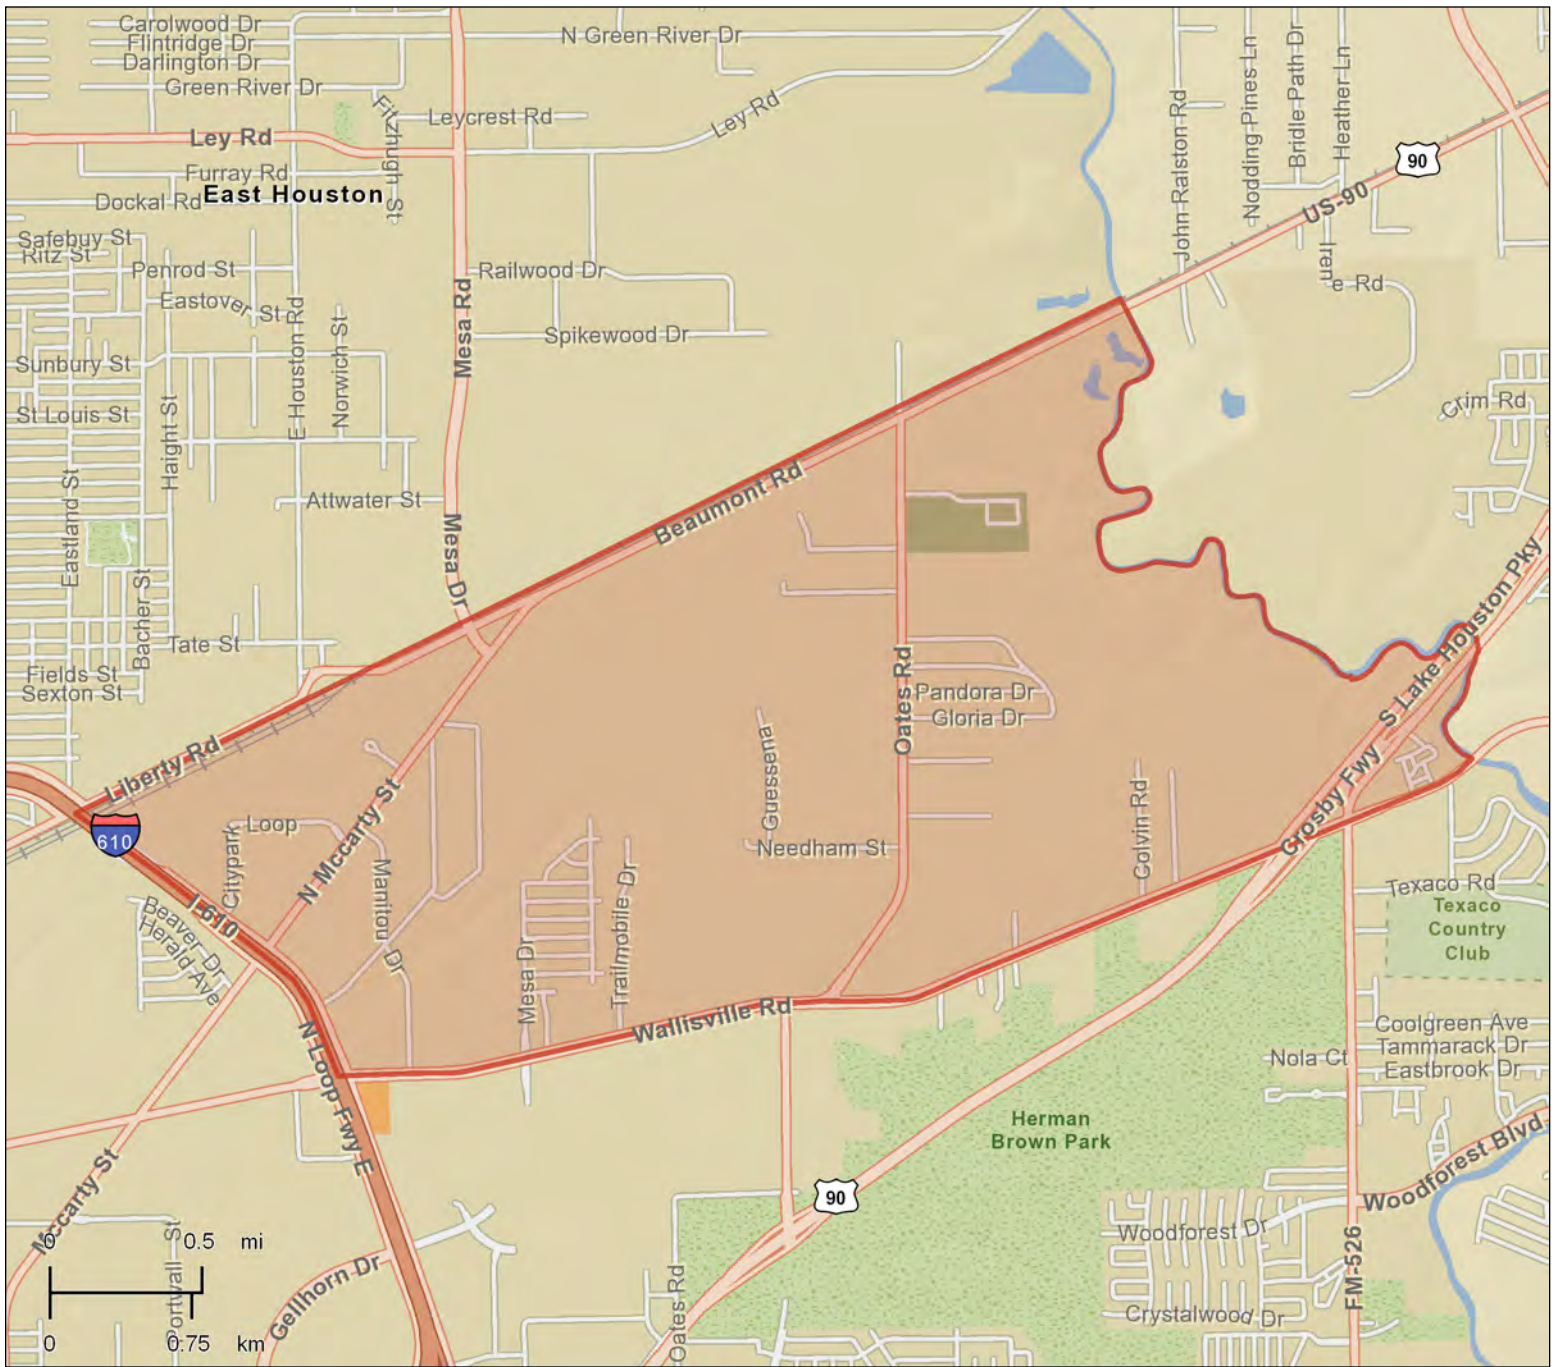 Carolwood Dr
N Green River Dr
Flintridge Dr
Darlington Dr
Green River Dr
Fitzhugh St
Leycrest Rd
Ley Rd
Ley Rd
Furray Rd
Dockal Rd
East Houston
John Ralston Rd
Nodding Pines Ln
Bridle Path Dr
Heather Ln
90
US-90
Safebuy St
Ritz St
Penrod St
Eastover St
E Houston Rd
Norwich St
Mesa Rd
Railwood Dr
Spikewood Dr
Iren
e Rd
Sunbury St
St Louis St
Haight St
Crim Rd
Eastland St
Attwater St
Mesa Dr
Beaumont Rd
Bacher St
Tate St
Fields St
Sexton St
Oates Rd
Pandora Dr
Gloria Dr
S Lake Houston Pky
Liberty Rd
Guessena
610
Citypark
Loop
N Mccarty St
Manitou Dr
Needham St
Colvin Rd
Crosby Fwy
I-610
Beaver Dr
Herald Ave
Mesa Dr
Trailmobile Dr
Texaco Rd
Texaco
Country
Club
Wallisville Rd
N Loop Fwy E
Coolgreen Ave
Tammarack Dr
Eastbrook Dr
Nola Ct
Herman
Brown Park
Mccarty St
90
Woodforest Blvd
Woodforest Dr
FM-526
Portwall St
Gellhorn Dr
Oates Rd
Crystalwood Dr
0 0.5 mi
0 0.75 km